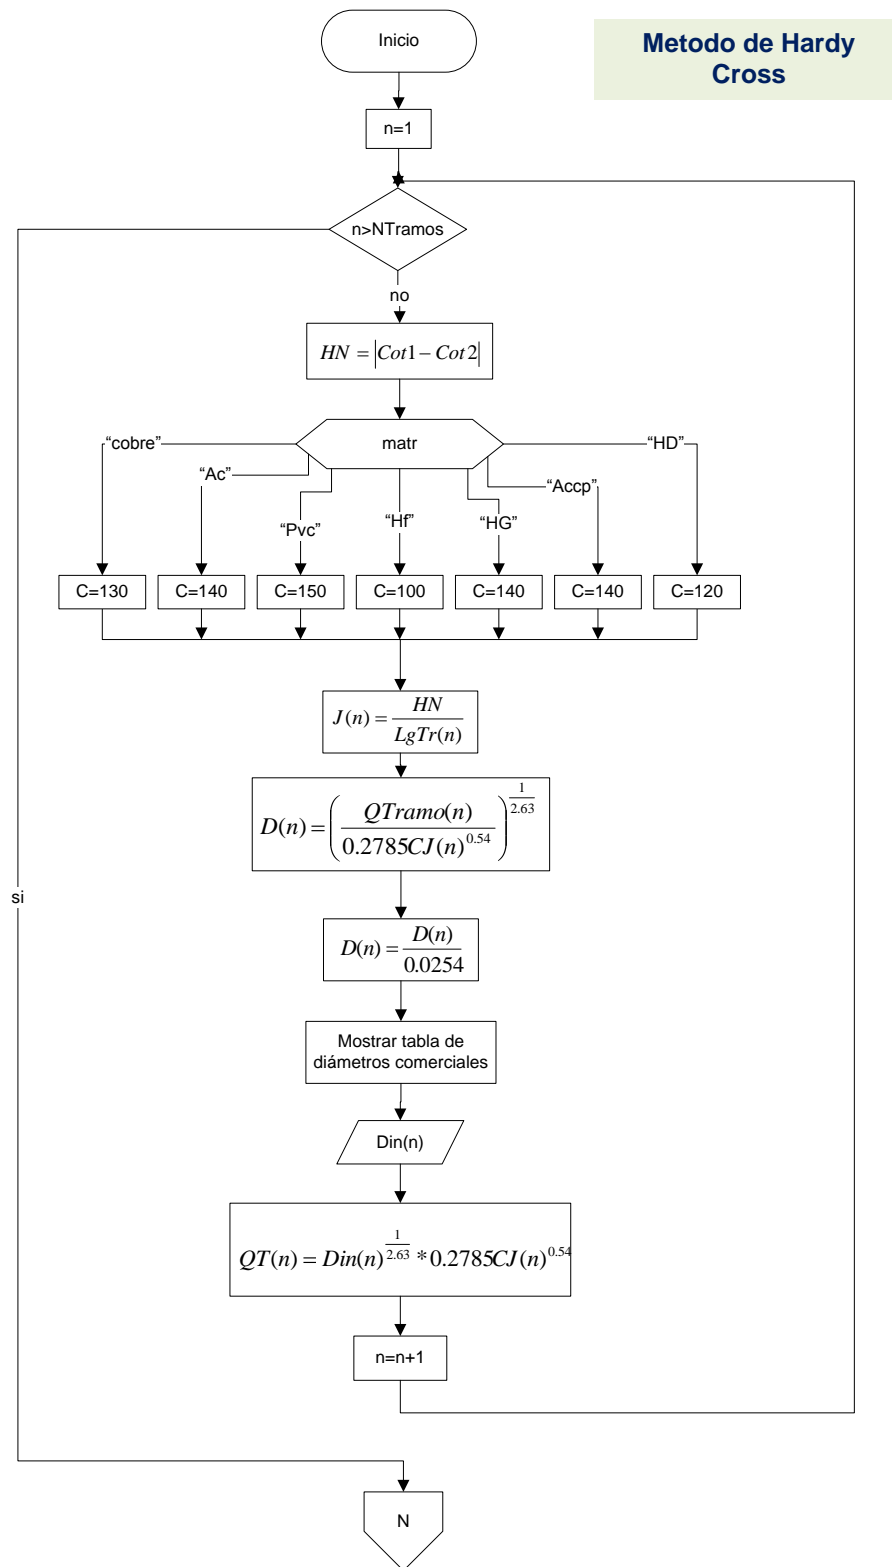 Metodo de Hardy
Cross
Inicio
n=1
n>NTramos
no
HN = |Cot1 − Cot2|
matr
“cobre”
“HD”
“Ac”
“Accp”
“Pvc”
“Hf”
“HG”
C=130
C=140
C=150
C=100
C=140
C=140
C=120
J(n) = HN / LgTr(n)
D(n) = (QTramo(n) / 0.2785CJ(n)^0.54)^(1/2.63)
si
D(n) = D(n) / 0.0254
Mostrar tabla de
diámetros comerciales
Din(n)
QT(n) = Din(n)^(1/2.63) * 0.2785CJ(n)^0.54
n=n+1
N